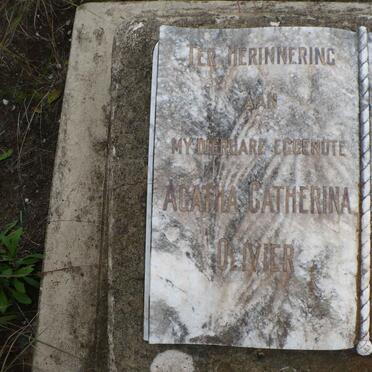 TER HERINNERING
AAN
MY DIERBARE EGGENOTE
AGATHA CATHERINA
OLIVIER